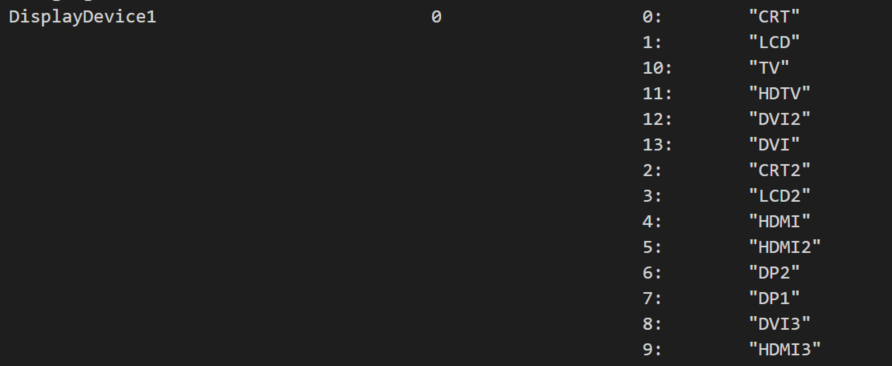 DisplayDevice1 0 0: "CRT"
1: "LCD"
10: "TV"
11: "HDTV"
12: "DVI2"
13: "DVI"
2: "CRT2"
3: "LCD2"
4: "HDMI"
5: "HDMI2"
6: "DP2"
7: "DP1"
8: "DVI3"
9: "HDMI3"